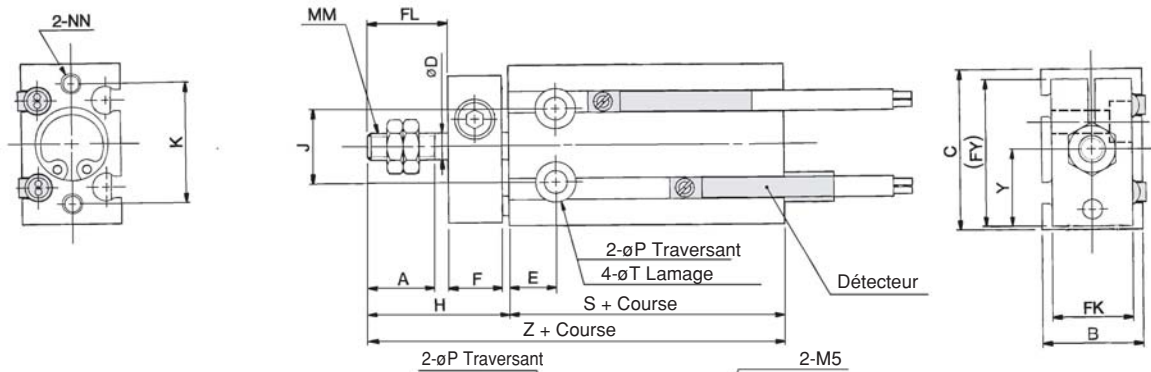 2-NN
K
MM
FL
øD
J
A
F
E
H
S + Course
Z + Course
2-øP Traversant
4-øT Lamage
Détecteur
C
(FY)
Y
FK
B
2-øP Traversant
2-M5